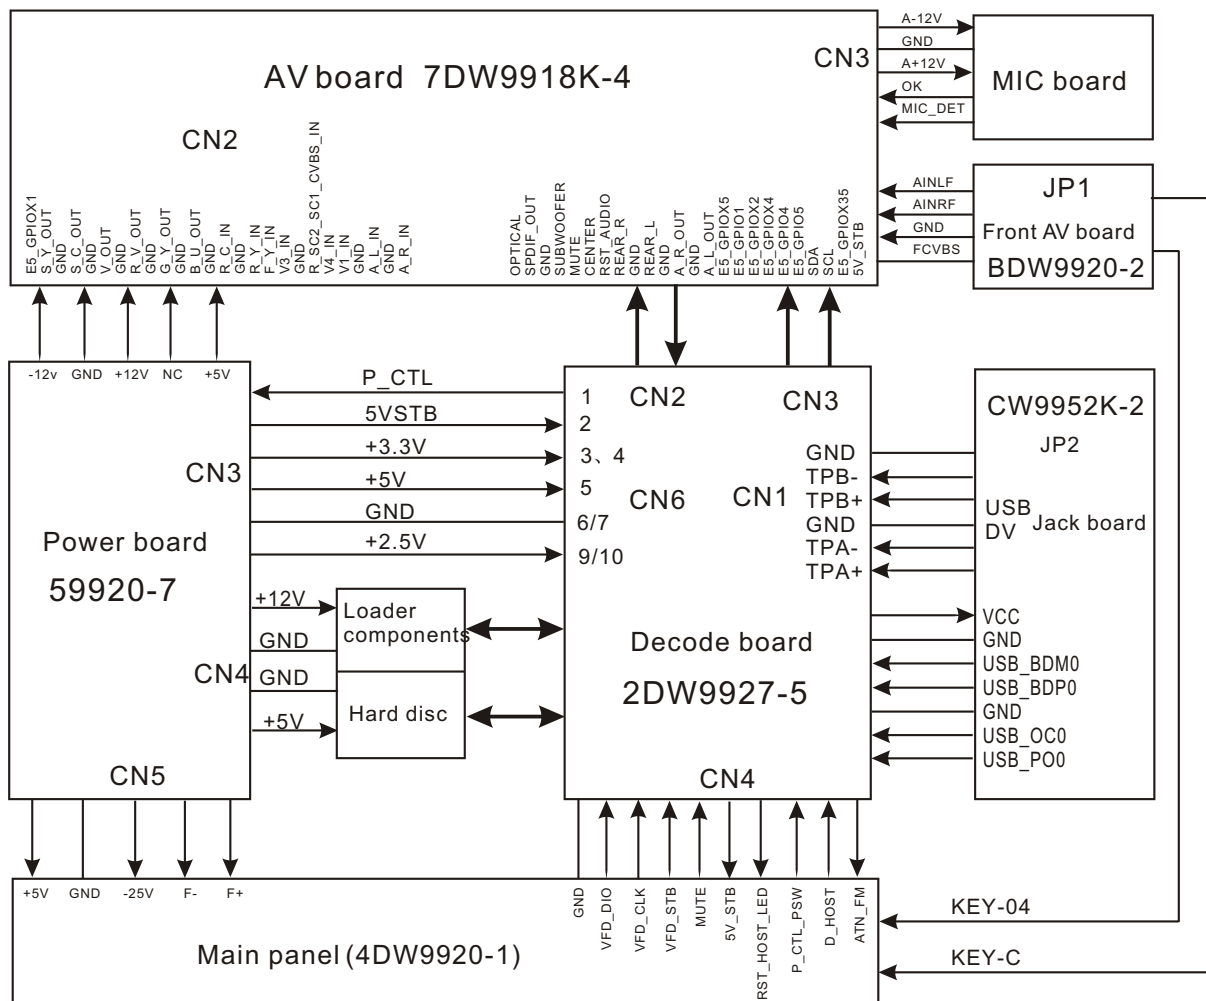 AV board 7DW9918K-4
CN3
CN2
A-12V
GND
A+12V
OK
MIC_DET
MIC board
AINLF
AINRF
GND
FCVBS
JP1
Front AV board
BDW9920-2
E5_GPIOX1
S_Y_OUT
GND
S_C_OUT
GND
V_OUT
GND
R_V_OUT
GND
G_Y_OUT
GND
B_U_OUT
GND
R_C_IN
GND
R_Y_IN
F_Y_IN
V3_IN
GND
R_SC2_SC1_CVBS_IN
V4_IN
V1_IN
GND
A_L_IN
GND
A_R_IN
OPTICAL
SPDIF_OUT
GND
SUBWOOFER
MUTE
CENTER
RST_AUDIO
REAR_R
GND
REAR_L
GND
A_R_OUT
GND
A_L_OUT
E5_GPIOX5
E5_GPIO1
E5_GPIOX2
E5_GPIOX4
E5_GPIO4
E5_GPIO5
SDA
SCL
E5_GPIOX35
5V_STB
-12v
GND
+12V
NC
+5V
CN3
Power board
59920-7
CN4
CN5
P_CTL
5VSTB
+3.3V
+5V
GND
+2.5V
+12V
GND
GND
+5V
Loader
components
Hard disc
1
2
3、4
5
6/7
9/10
CN2
CN3
CN6
CN1
Decode board
2DW9927-5
CN4
GND
TPB-
TPB+
GND
TPA-
TPA+
CW9952K-2
JP2
USB
DV
Jack board
VCC
GND
USB_BDM0
USB_BDP0
GND
USB_OC0
USB_PO0
+5V
GND
-25V
F-
F+
GND
VFD_DIO
VFD_CLK
VFD_STB
MUTE
5V_STB
RST_HOST_LED
P_CTL_PSW
D_HOST
ATN_FM
KEY-04
KEY-C
Main panel (4DW9920-1)